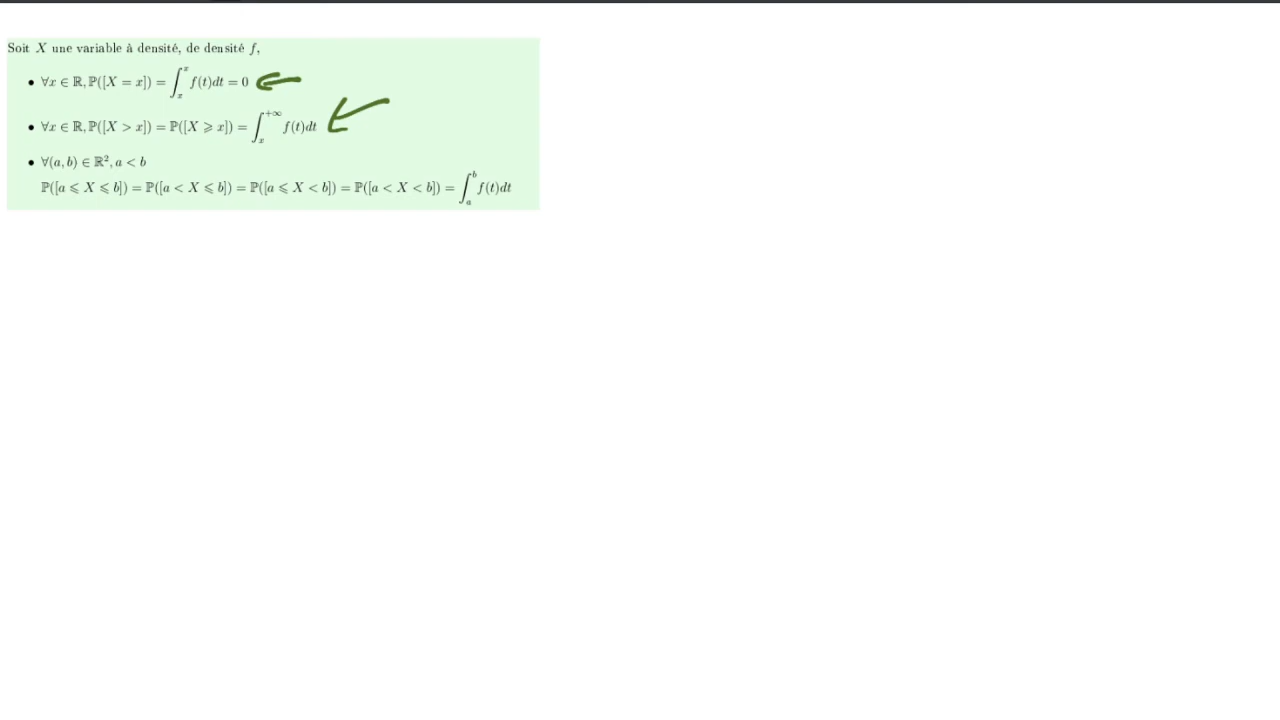 Soit X une variable à densité, de densité f,
• ∀x ∈ ℝ, ℙ([X = x]) = ∫_x^x f(t)dt = 0
• ∀x ∈ ℝ, ℙ([X > x]) = ℙ([X ⩾ x]) = ∫_x^{+∞} f(t)dt
• ∀(a, b) ∈ ℝ², a < b
ℙ([a ⩽ X ⩽ b]) = ℙ([a < X ⩽ b]) = ℙ([a ⩽ X < b]) = ℙ([a < X < b]) = ∫_a^b f(t)dt